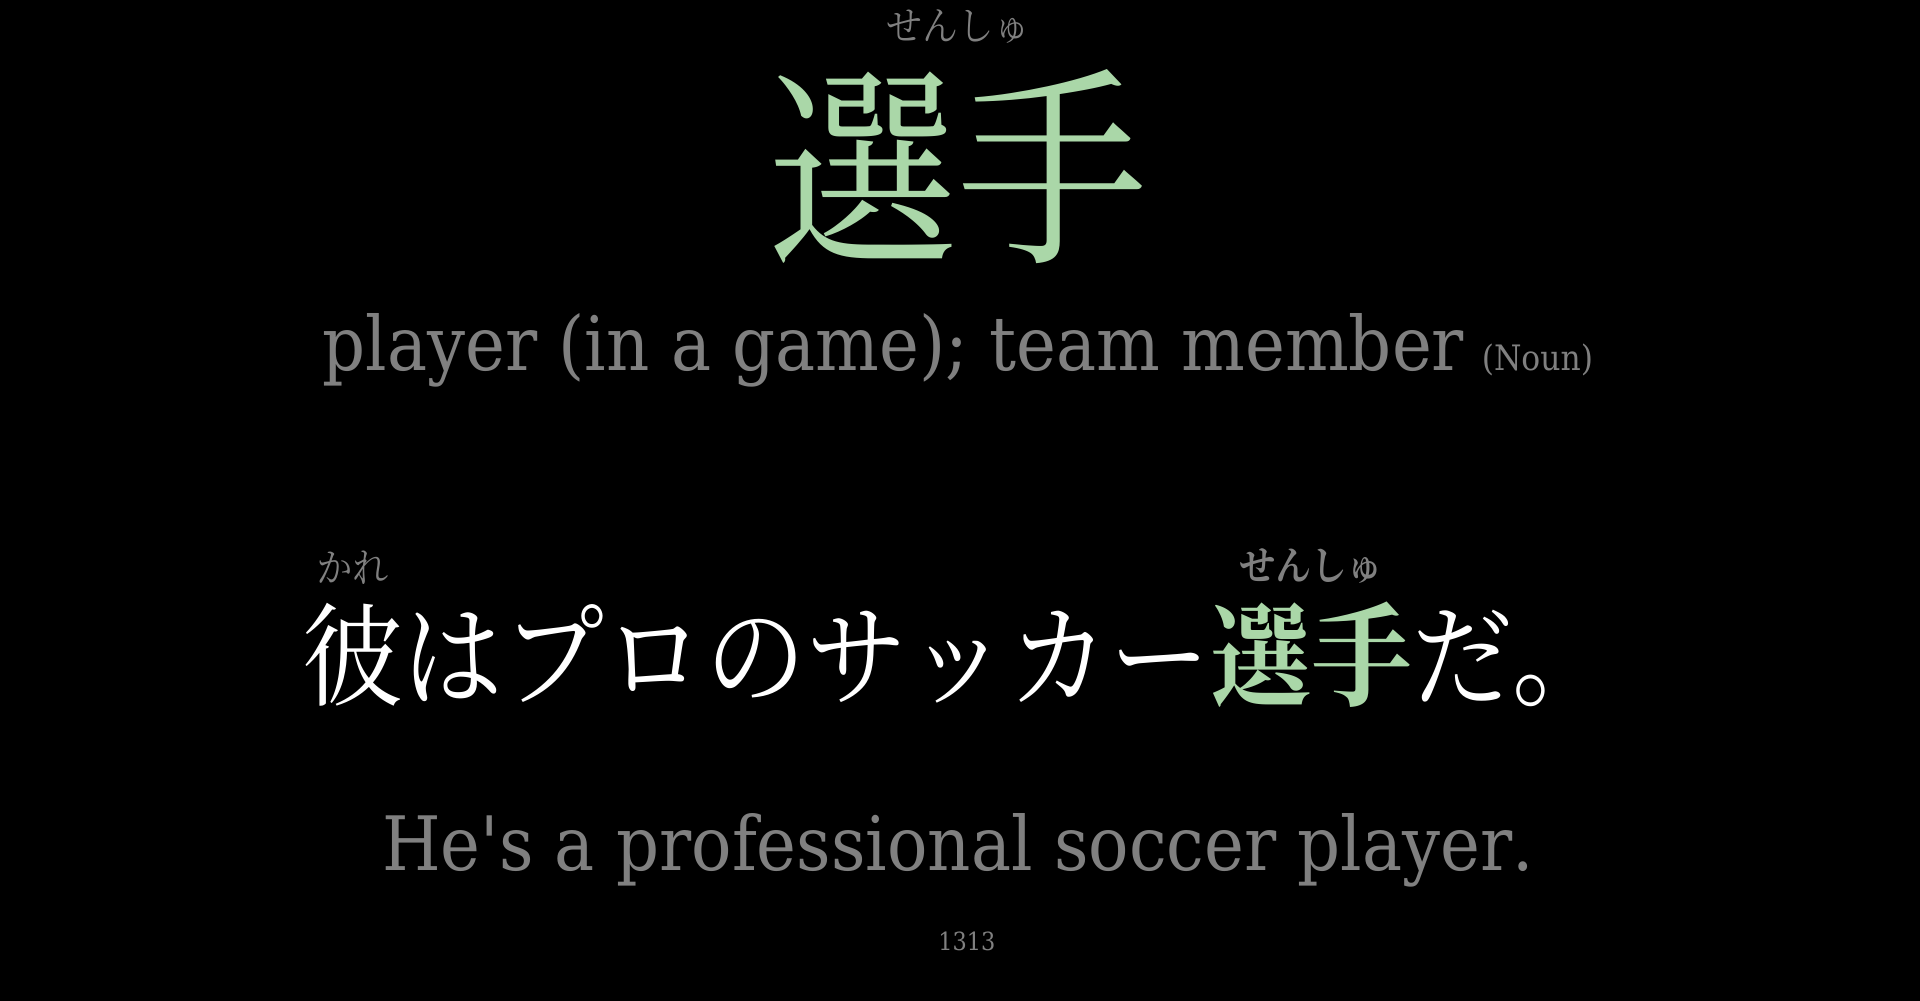 せんしゅ
選手
player (in a game); team member (Noun)
かれ せんしゅ
彼はプロのサッカー選手だ。
He's a professional soccer player.
1313